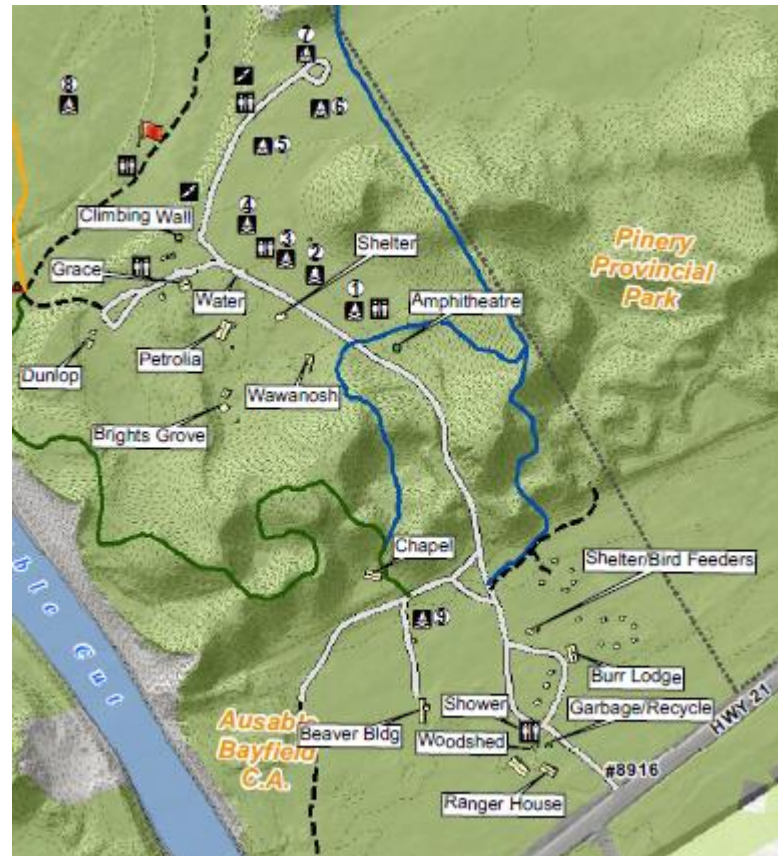 7
8
6
5
4
Climbing Wall
3
Shelter
2
Pinery
Provincial
Park
Grace
Water
1
Amphitheatre
Petrolia
Dunlop
Wawanosh
Brights Grove
Chapel
Shelter/Bird Feeders
ble Cut
9
Burr Lodge
Shower
Garbage/Recycle
HWY 21
Ausable
Bayfield
C.A.
Beaver Bldg
Woodshed
#8916
Ranger House